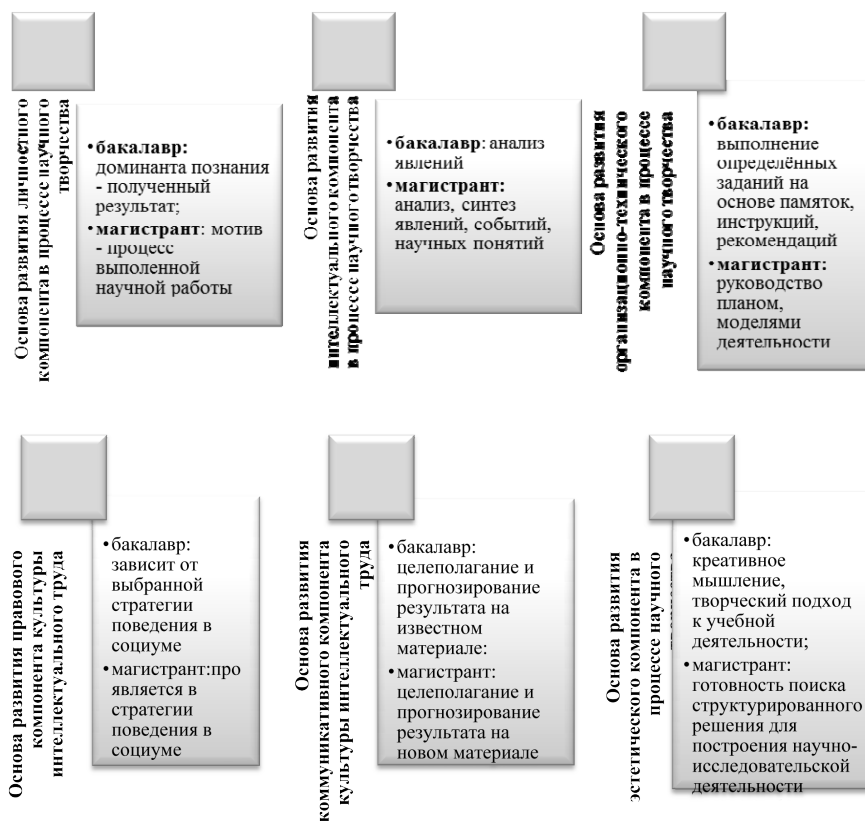 Основа развития личностного
компонента в процессе научного
творчества
•бакалавр:
доминанта познания
- полученный
результат;
•магистрант: мотив
- процесс
выполенной
научной работы
Основа развития
интеллектуального компонента
в процессе научного творчества
•бакалавр: анализ
явлений
•магистрант:
анализ, синтез
явлений, событий,
научных понятий
Основа развития
организационно-технического
компонента в процессе
научного творчества
•бакалавр:
выполнение
определённых
заданий на
основе памяток,
инструкций,
рекомендаций
•магистрант:
руководство
планом,
моделями
деятельности
Основа развития правового
компонента культуры
интеллектуального труда
•бакалавр:
зависит от
выбранной
стратегии
поведения в
социуме
•магистрант:про
является в
стратегии
поведения в
социуме
Основа развития
коммуникативного компонента
культуры интеллектуального
труда
•бакалавр:
целеполагание и
прогнозирование
результата на
известном
материале:
•магистрант:
целеполагание и
прогнозирование
результата на
новом материале
Основа развития
эстетического компонента в
процессе научного
•бакалавр:
креативное
мышление,
творческий подход
к учебной
деятельности;
•магистрант:
готовность поиска
структурированного
решения для
построения научно-
исследовательской
деятельности